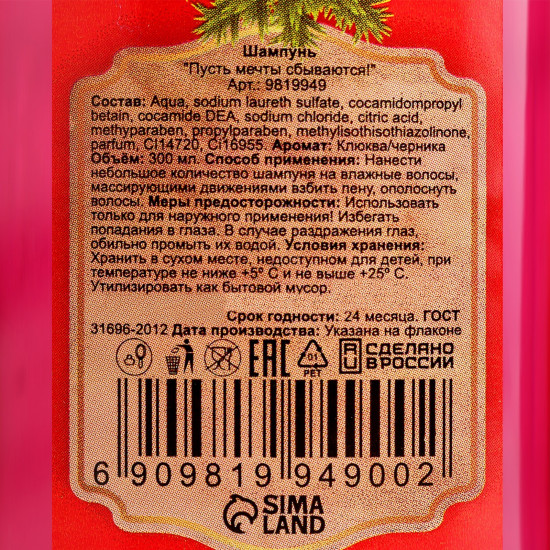 Шампунь
"Пусть мечты сбываются!"
Арт.: 9819949
Состав: Aqua, sodium laureth sulfate, cocamidompropyl
betain, cocamide DEA, sodium chloride, citric acid,
methyparaben, propylparaben, methylisothisothiazolinone,
parfum, CI14720, Ci16955. Аромат: Клюква/черника
Объём: 300 мл. Способ применения: Нанести
небольшое количество шампуня на влажные волосы,
массирующими движениями взбить пену, ополоснуть
волосы. Меры предосторожности: Использовать
только для наружного применения! Избегать
попадания в глаза. В случае раздражения глаз,
обильно промыть их водой. Условия хранения:
Хранить в сухом месте, недоступном для детей, при
температуре не ниже +5° С и не выше +25° С.
Утилизировать как бытовой мусор.
Срок годности: 24 месяца. ГОСТ
31696-2012 Дата производства: Указана на флаконе
EAC 01 PET RU СДЕЛАНО
В РОССИИ
6 909819 949002
SIMA
LAND